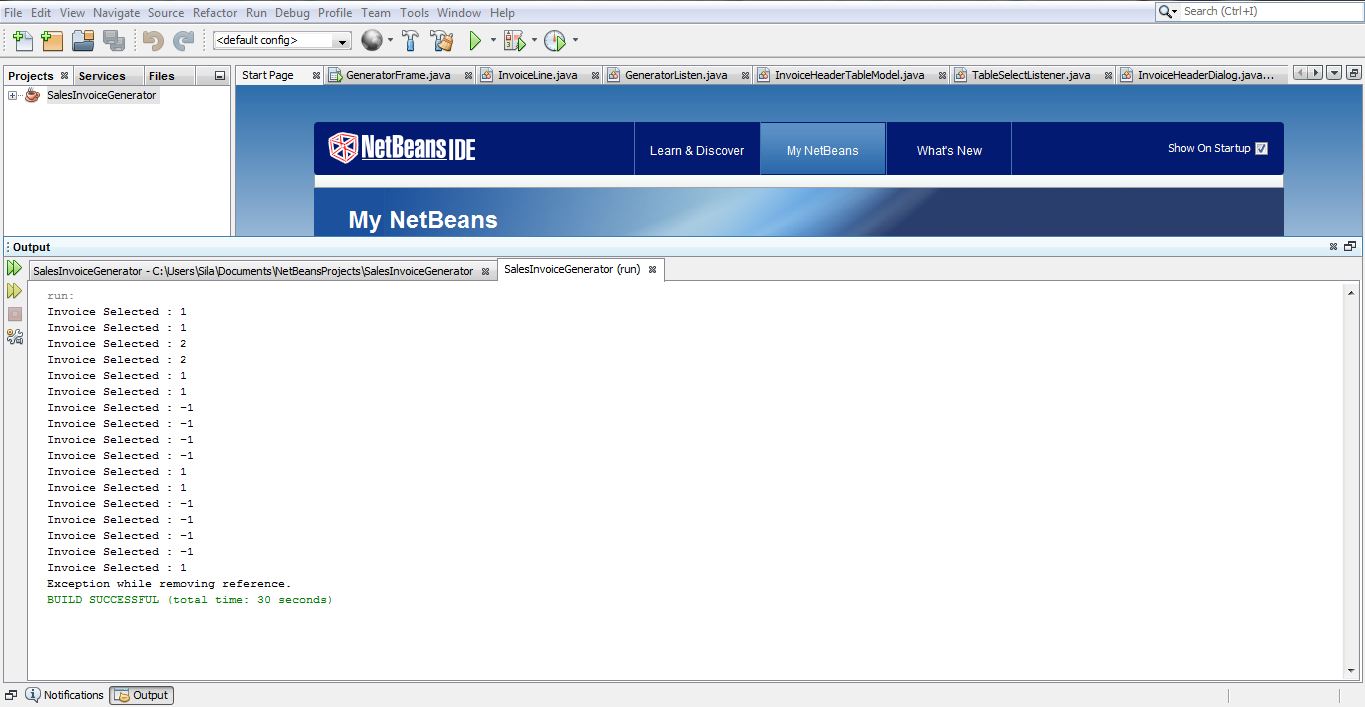 File Edit View Navigate Source Refactor Run Debug Profile Team Tools Window Help
Search (Ctrl+I)
<default config>
Projects Services Files
Start Page GeneratorFrame.java InvoiceLine.java GeneratorListen.java InvoiceHeaderTableModel.java TableSelectListener.java InvoiceHeaderDialog.java...
SalesInvoiceGenerator
NetBeans IDE
Learn & Discover
My NetBeans
What's New
Show On Startup
My NetBeans
Output
SalesInvoiceGenerator - C:\Users\Sila\Documents\NetBeansProjects\SalesInvoiceGenerator
SalesInvoiceGenerator (run)
run:
Invoice Selected : 1
Invoice Selected : 1
Invoice Selected : 2
Invoice Selected : 2
Invoice Selected : 1
Invoice Selected : 1
Invoice Selected : -1
Invoice Selected : -1
Invoice Selected : -1
Invoice Selected : -1
Invoice Selected : 1
Invoice Selected : 1
Invoice Selected : -1
Invoice Selected : -1
Invoice Selected : -1
Invoice Selected : -1
Invoice Selected : 1
Exception while removing reference.
BUILD SUCCESSFUL (total time: 30 seconds)
Notifications
Output